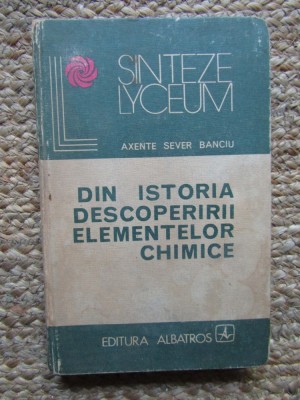 SINTEZE
LYCEUM
AXENTE SEVER BANCIU
DIN ISTORIA
DESCOPERIRII
ELEMENTELOR
CHIMICE
EDITURA ALBATROS